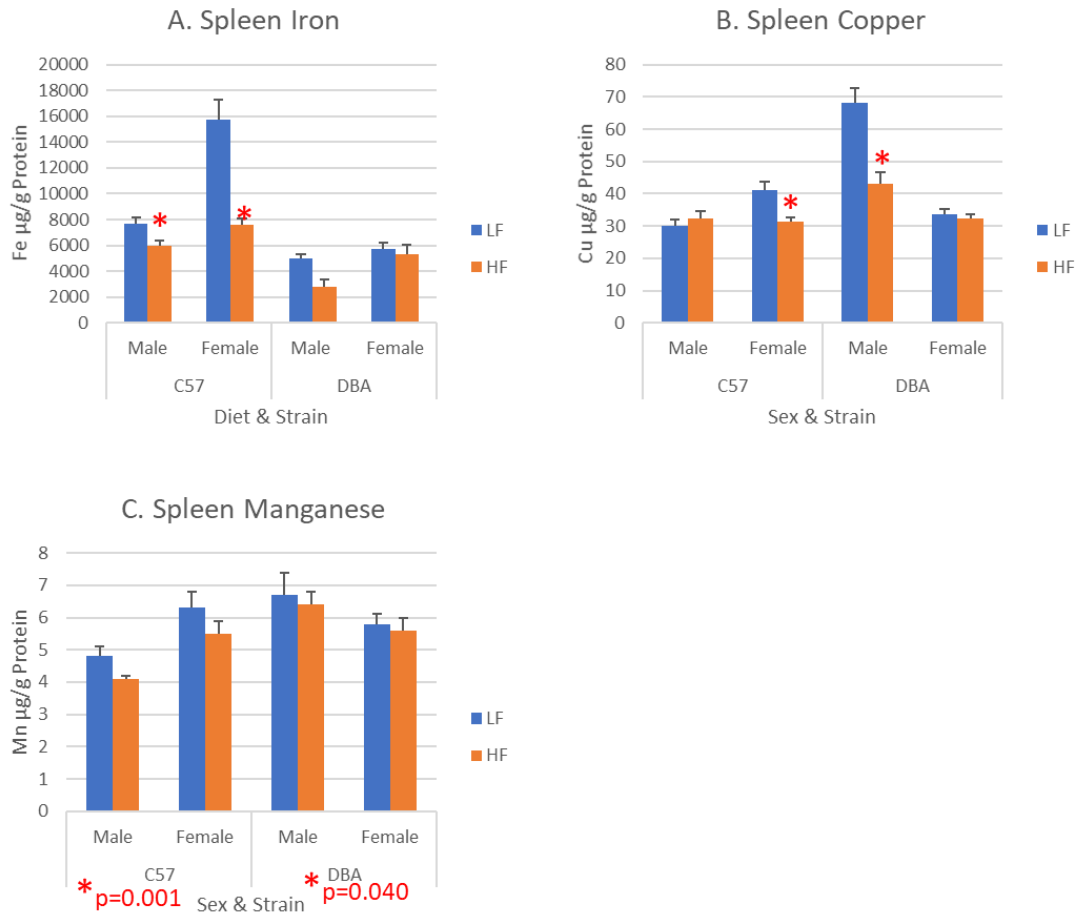 A. Spleen Iron
Fe µg/g Protein
20000
18000
16000
14000
12000
10000
8000
6000
4000
2000
0
*
*
Male Female Male Female
C57 DBA
Diet & Strain
LF
HF
B. Spleen Copper
Cu µg/g Protein
80
70
60
50
40
30
20
10
0
*
*
Male Female Male Female
C57 DBA
Sex & Strain
LF
HF
C. Spleen Manganese
Mn µg/g Protein
8
7
6
5
4
3
2
1
0
Male Female Male Female
C57 DBA
* p=0.001 * p=0.040
Sex & Strain
LF
HF